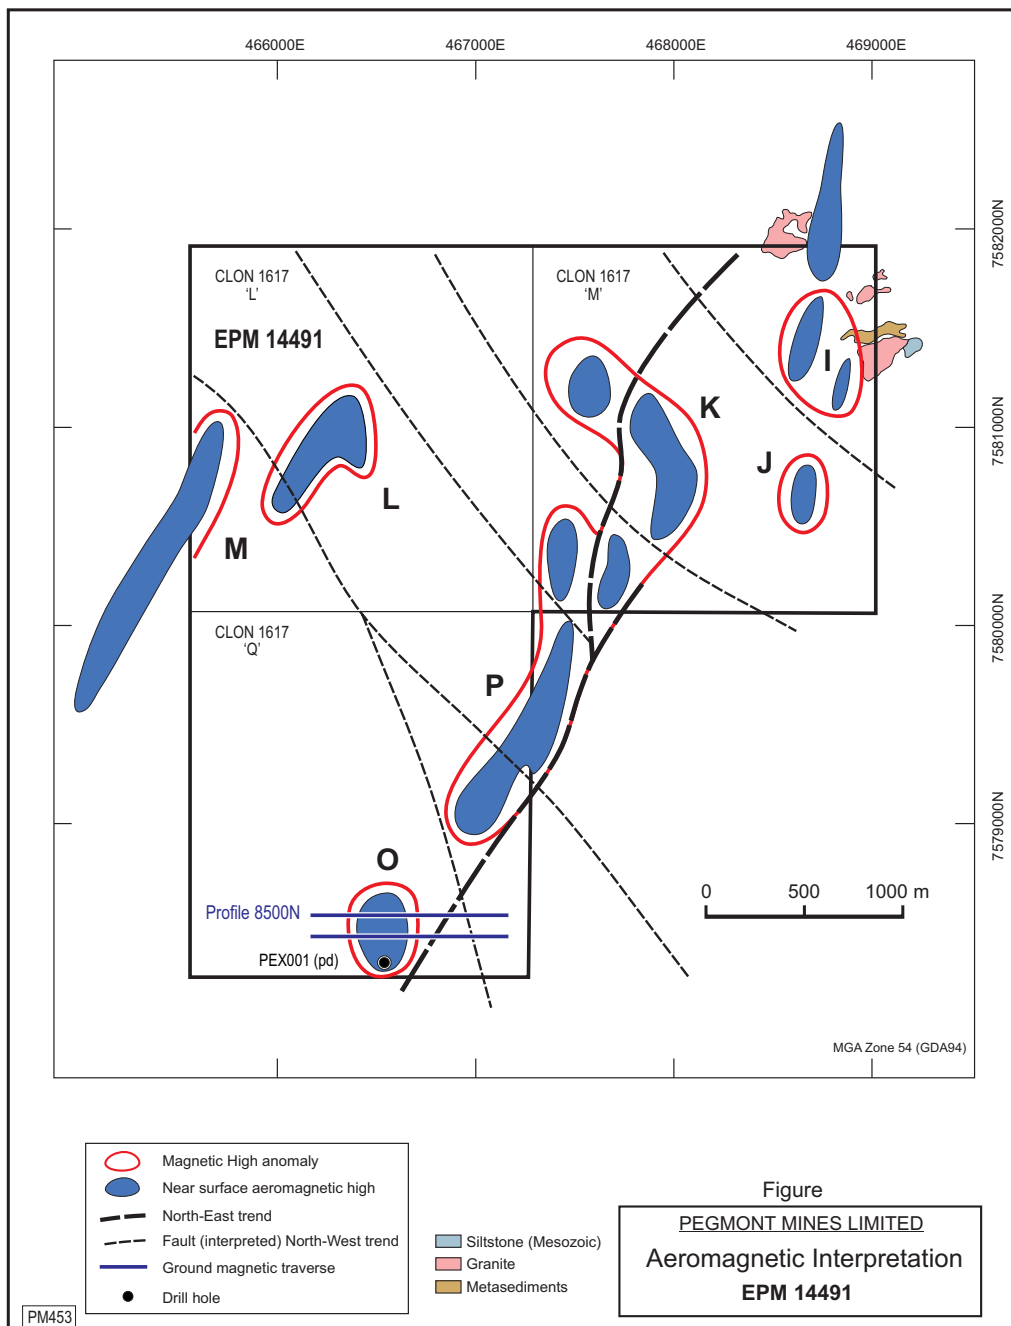 466000E 467000E 468000E 469000E
7582000N
CLON 1617
'L'
CLON 1617
'M'
EPM 14491
I
K
7581000N
J
L
M
CLON 1617
'Q'
7580000N
P
7579000N
O
0 500 1000 m
Profile 8500N
PEX001 (pd)
MGA Zone 54 (GDA94)
Magnetic High anomaly
Near surface aeromagnetic high
North-East trend
Fault (interpreted) North-West trend
Ground magnetic traverse
Drill hole
Siltstone (Mesozoic)
Granite
Metasediments
Figure
PEGMONT MINES LIMITED
Aeromagnetic Interpretation
EPM 14491
PM453